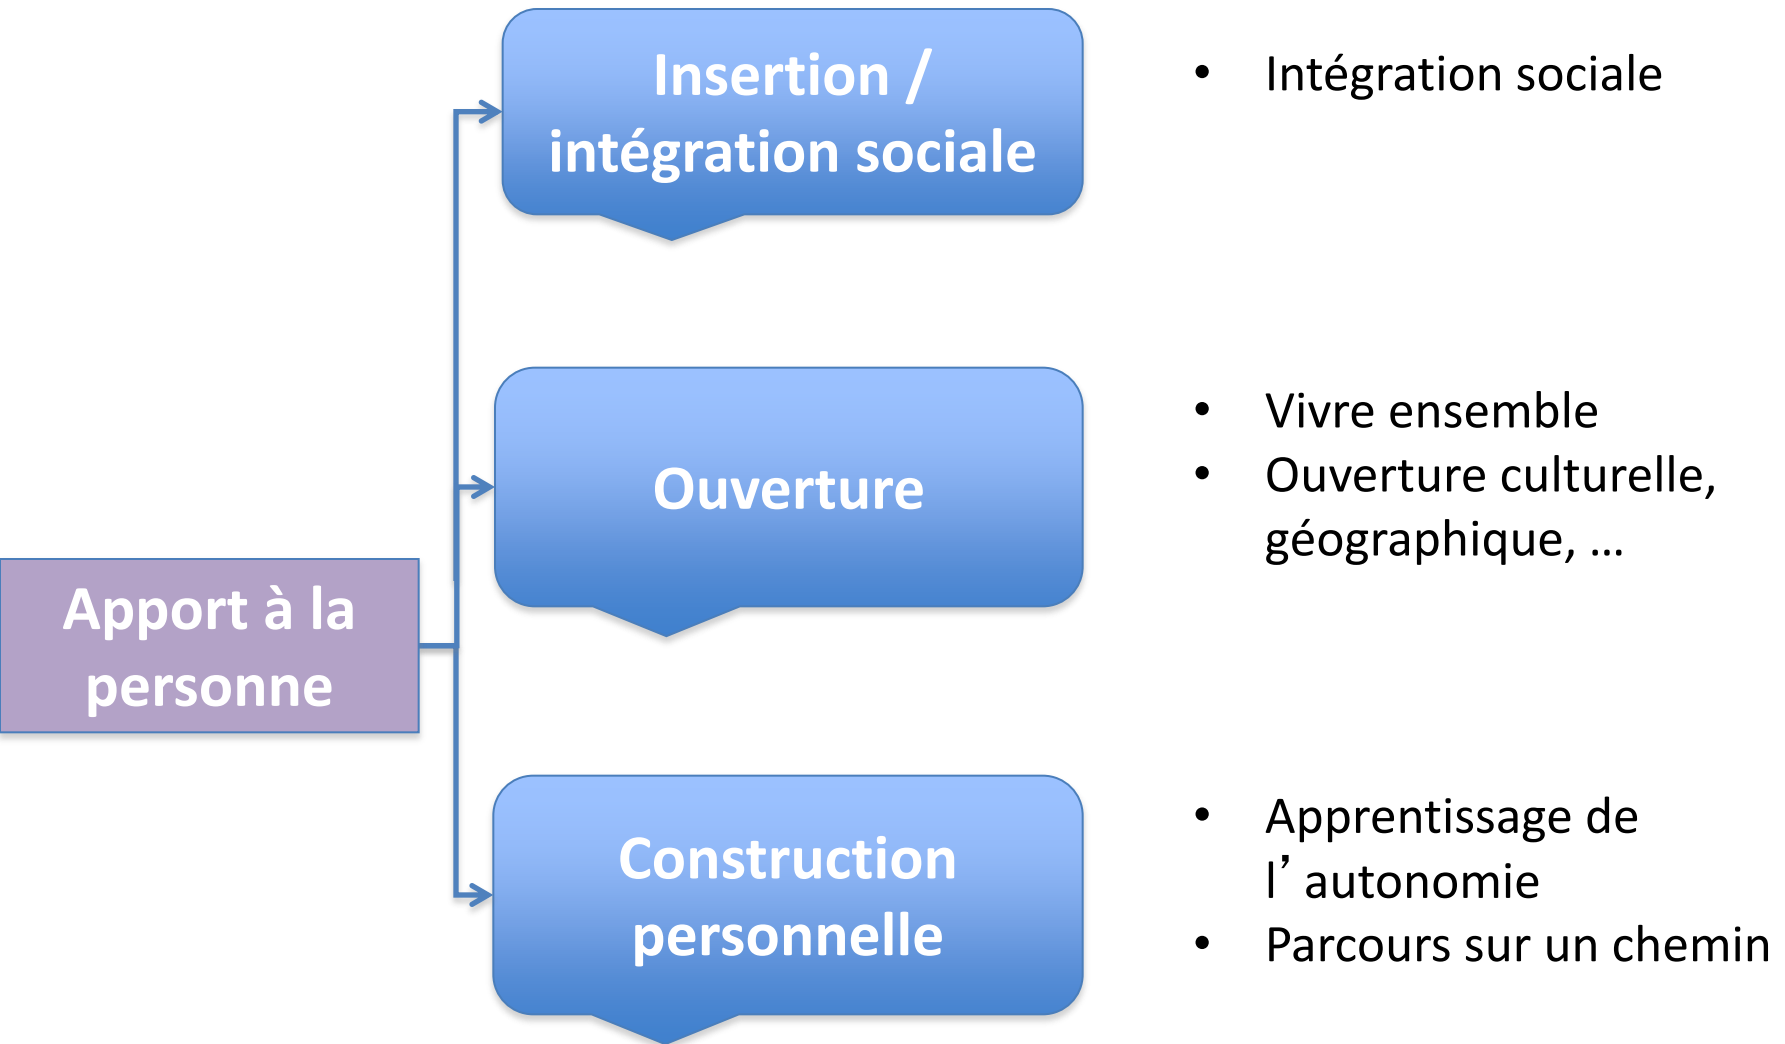 Insertion /
intégration sociale
• Intégration sociale
Ouverture
• Vivre ensemble
• Ouverture culturelle,
géographique, ...
Apport à la
personne
Construction
personnelle
• Apprentissage de
l’autonomie
• Parcours sur un chemin